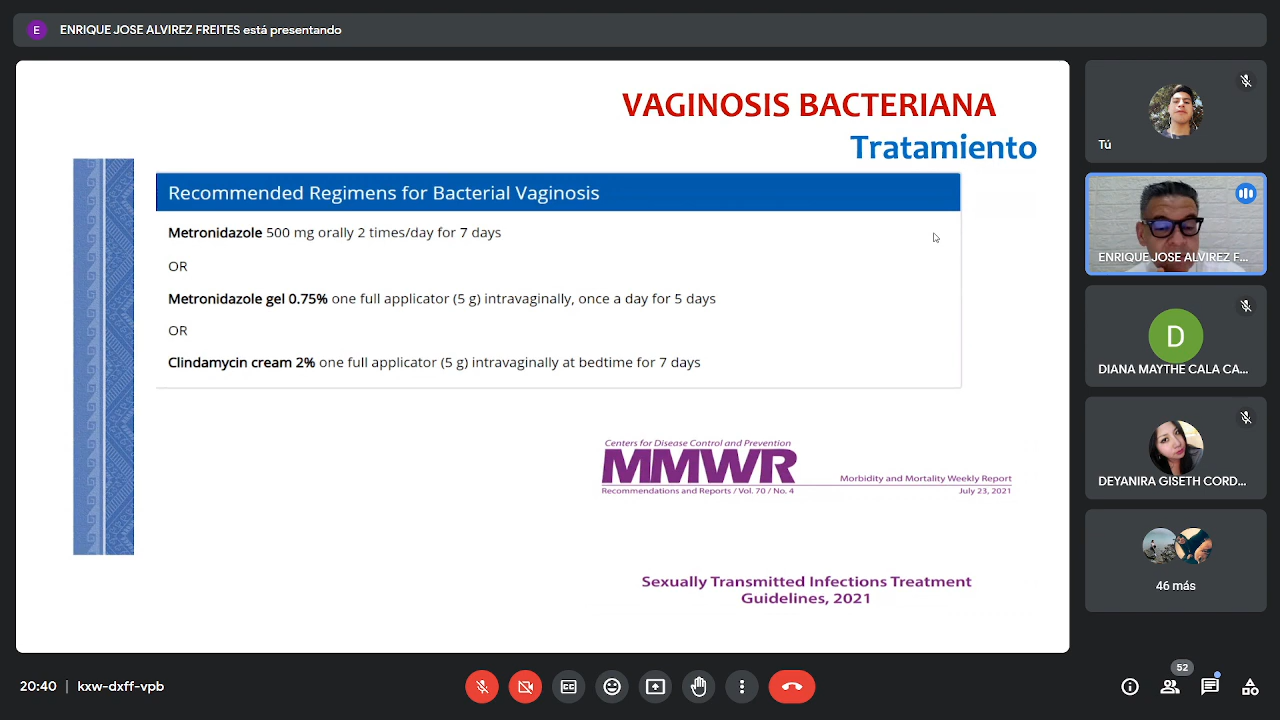 E
ENRIQUE JOSE ALVIREZ FREITES está presentando
VAGINOSIS BACTERIANA
Tratamiento
Recommended Regimens for Bacterial Vaginosis
Metronidazole 500 mg orally 2 times/day for 7 days
OR
Metronidazole gel 0.75% one full applicator (5 g) intravaginally, once a day for 5 days
OR
Clindamycin cream 2% one full applicator (5 g) intravaginally at bedtime for 7 days
Centers for Disease Control and Prevention
MMWR
Morbidity and Mortality Weekly Report
Recommendations and Reports / Vol. 70 / No. 4
July 23, 2021
Sexually Transmitted Infections Treatment
Guidelines, 2021
Tú
ENRIQUE JOSE ALVIREZ F...
D
DIANA MAYTHE CALA CA...
DEYANIRA GISETH CORD...
46 más
20:40 | kxw-dxff-vpb
52